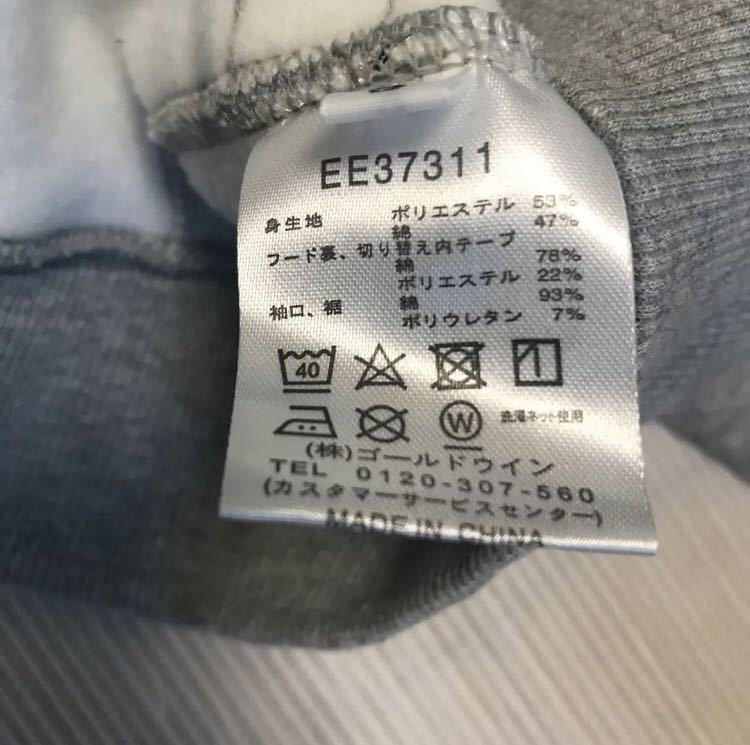 EE37311
身生地 ポリエステル 53%
綿 47%
フード裏、切り替え内テープ
綿 78%
ポリエステル 22%
袖口、裾 綿 93%
ポリウレタン 7%
40
W 洗濯ネット使用
(株)ゴールドウイン
TEL 0120-307-560
(カスタマーサービスセンター)
MADE IN CHINA